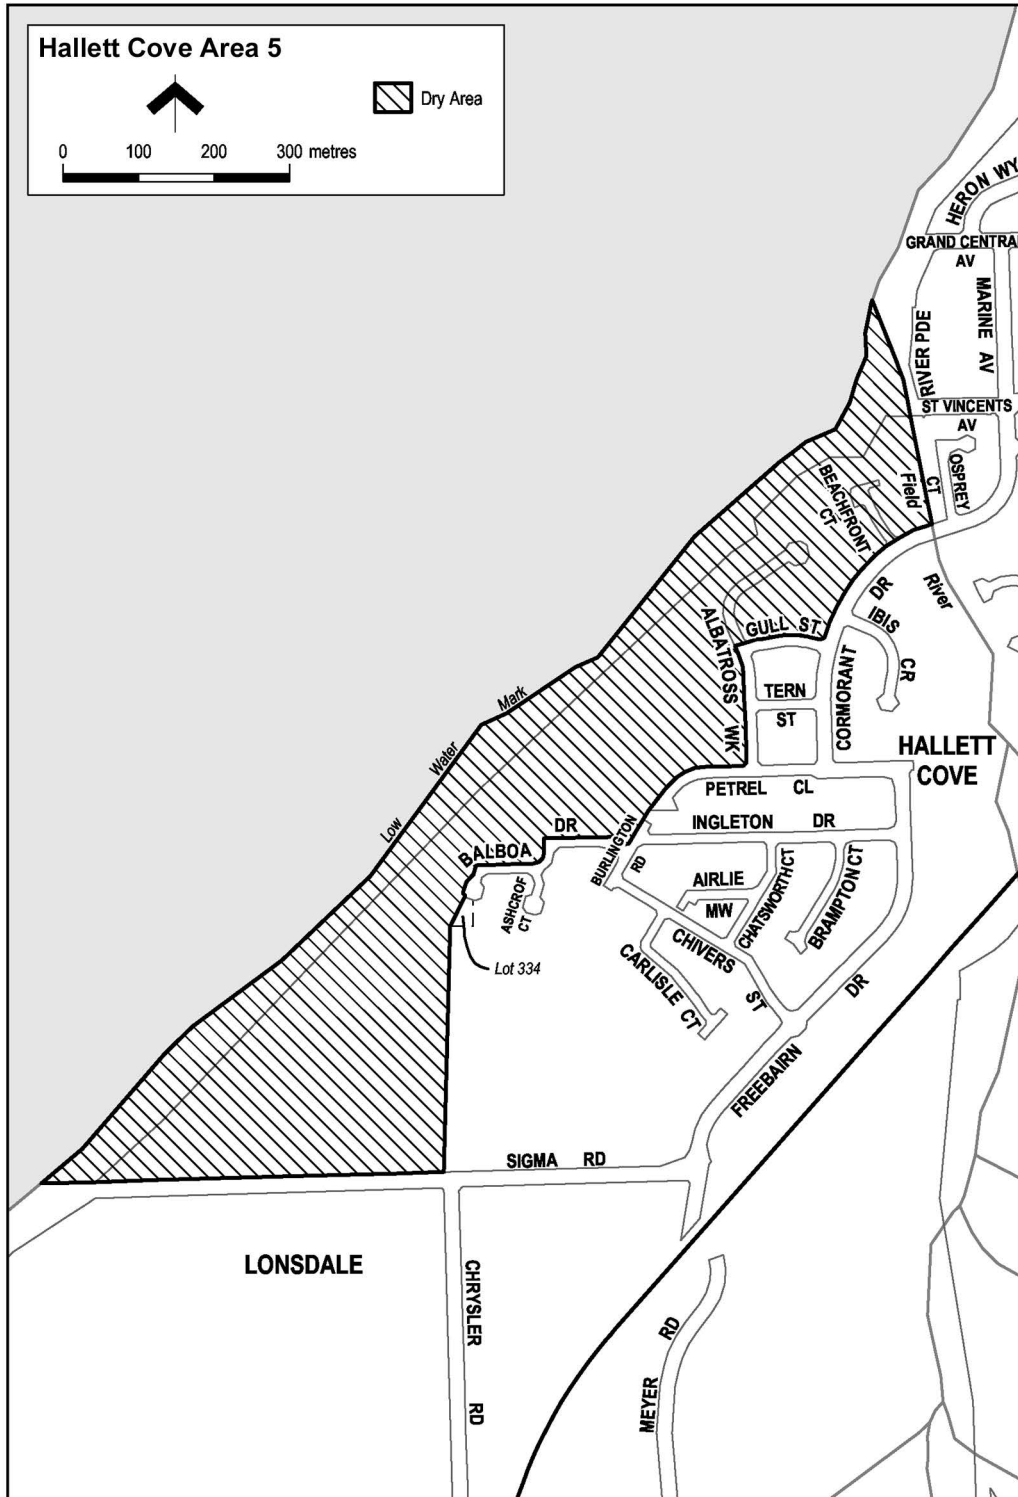 Hallett Cove Area 5
Dry Area
0 100 200 300 metres
HERON WY
GRAND CENTRAL
AV
MARINE AV
RIVER PDE
ST VINCENTS
AV
OSPREY
CT
Field
River
BEACHFRONT
CT
DR
IBIS
CR
GULL ST
ALBATROSS WK
TERN
ST
CORMORANT
HALLETT
COVE
Mark
Water
Low
PETREL CL
INGLETON DR
DR
BALBOA
BURLINGTON
RD
AIRLIE
MW
CHATSWORTH CT
BRAMPTON CT
ASHCROF
CT
CHIVERS
ST
CARLISLE CT
Lot 334
DR
FREEBAIRN
SIGMA RD
LONSDALE
CHRYSLER
RD
RD
MEYER